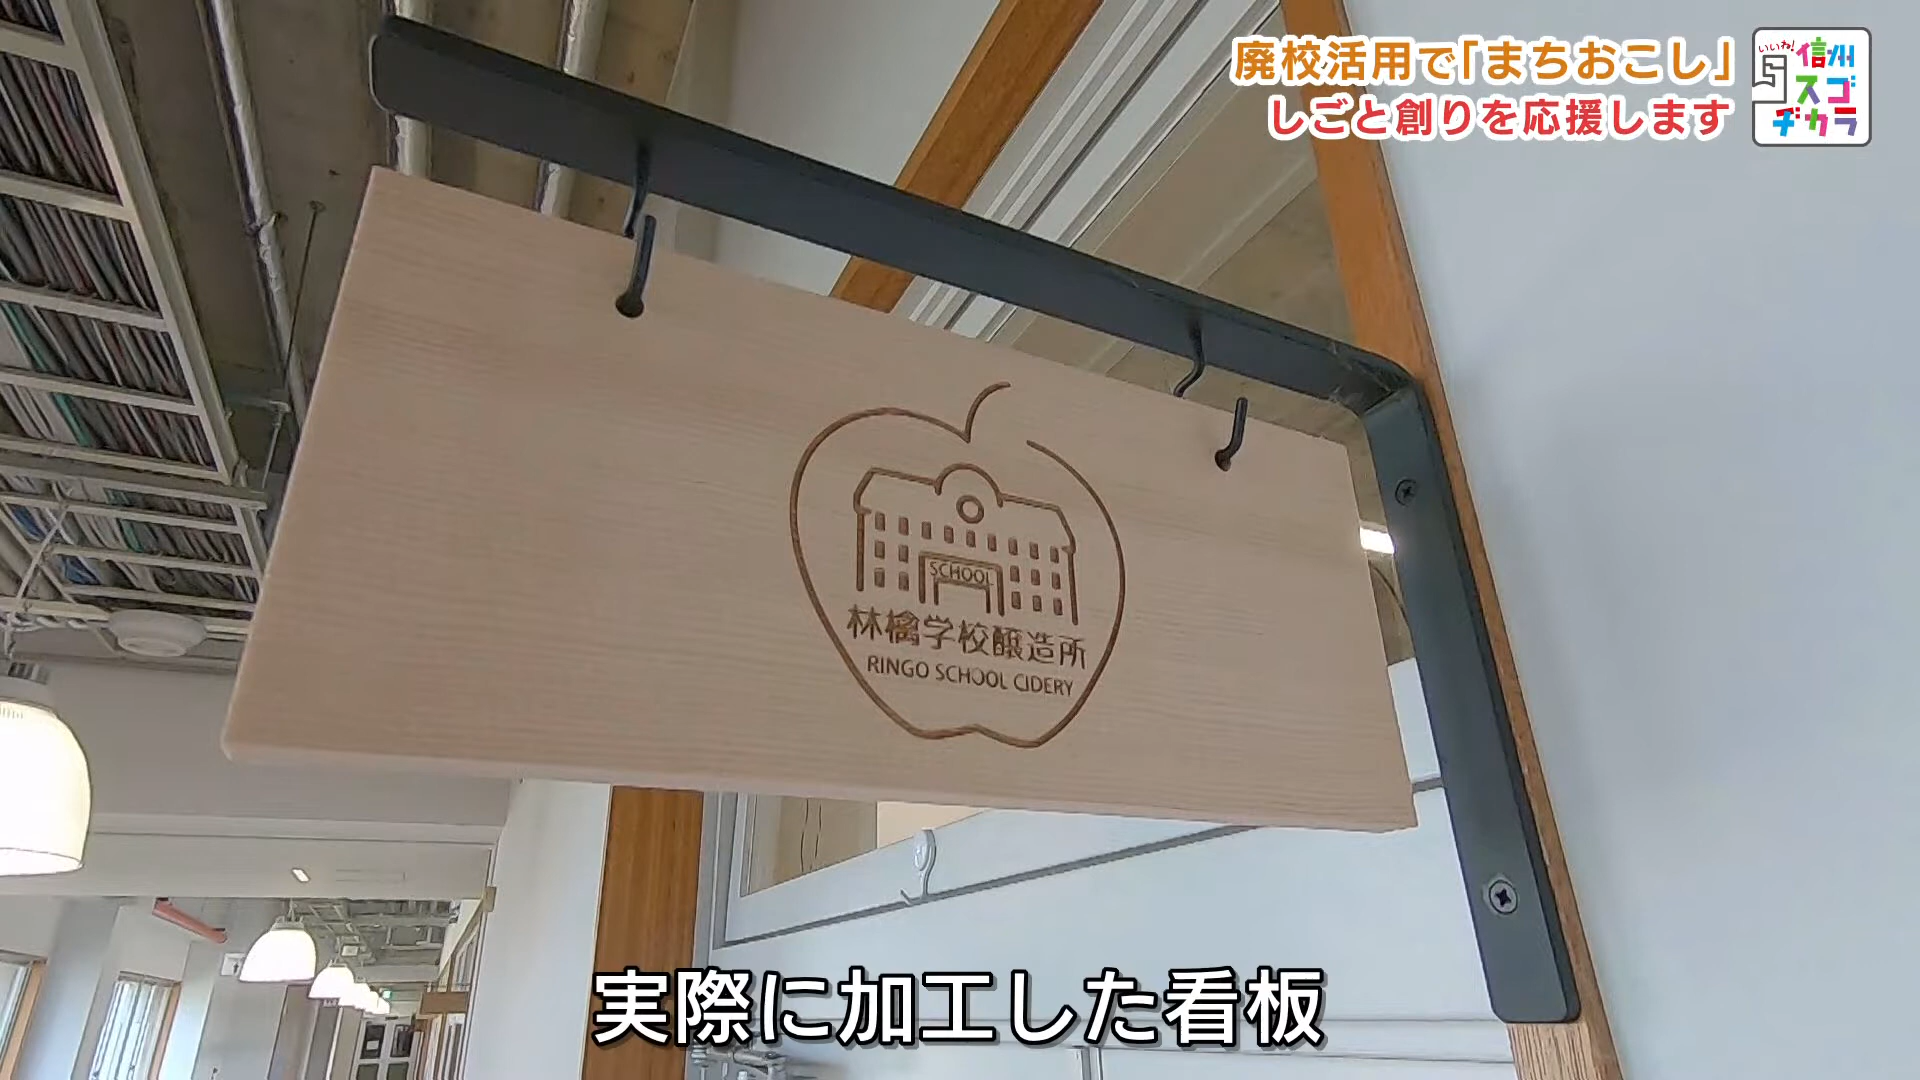 廃校活用で「まちおこし」
しごと創りを応援します
いいね!
信州
スゴ
ヂカラ
SCHOOL
林檎学校醸造所
RINGO SCHOOL CIDERY
実際に加工した看板